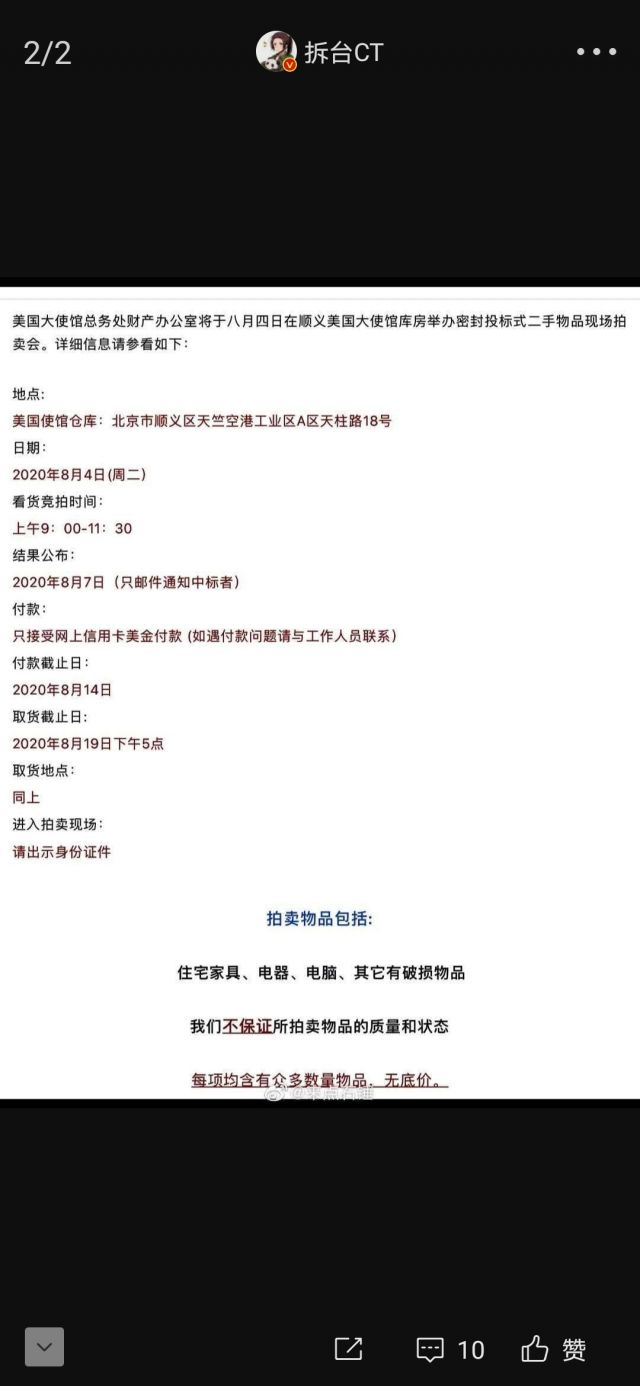 2/2
拆台CT
美国大使馆总务处财产办公室将于八月四日在顺义美国大使馆库房举办密封投标式二手物品现场拍
卖会。详细信息请参看如下：
地点:
美国使馆仓库：北京市顺义区天竺空港工业区A区天柱路18号
日期：
2020年8月4日(周二)
看货竞拍时间：
上午9：00-11：30
结果公布：
2020年8月7日（只邮件通知中标者）
付款：
只接受网上信用卡美金付款 (如遇付款问题请与工作人员联系)
付款截止日：
2020年8月14日
取货截止日:
2020年8月19日下午5点
取货地点：
同上
进入拍卖现场：
请出示身份证件
拍卖物品包括:
住宅家具、电器、电脑、其它有破损物品
我们不保证所拍卖物品的质量和状态
每项均含有众多数量物品，无底价。
10
赞